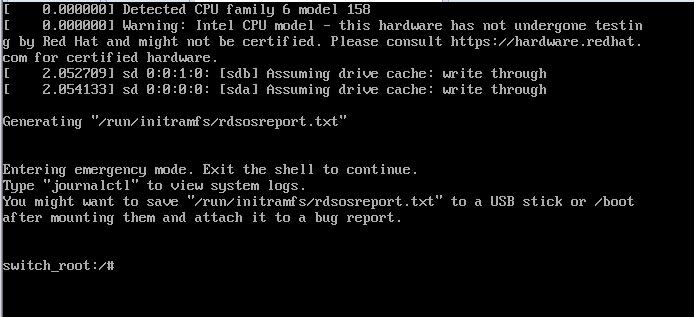 [    0.000000] Detected CPU family 6 model 158
[    0.000000] Warning: Intel CPU model - this hardware has not undergone testin
g by Red Hat and might not be certified. Please consult https://hardware.redhat.
com for certified hardware.
[    2.052709] sd 0:0:1:0: [sdb] Assuming drive cache: write through
[    2.054133] sd 0:0:0:0: [sda] Assuming drive cache: write through
Generating "/run/initramfs/rdsosreport.txt"
Entering emergency mode. Exit the shell to continue.
Type "journalctl" to view system logs.
You might want to save "/run/initramfs/rdsosreport.txt" to a USB stick or /boot
after mounting them and attach it to a bug report.
switch_root:/#